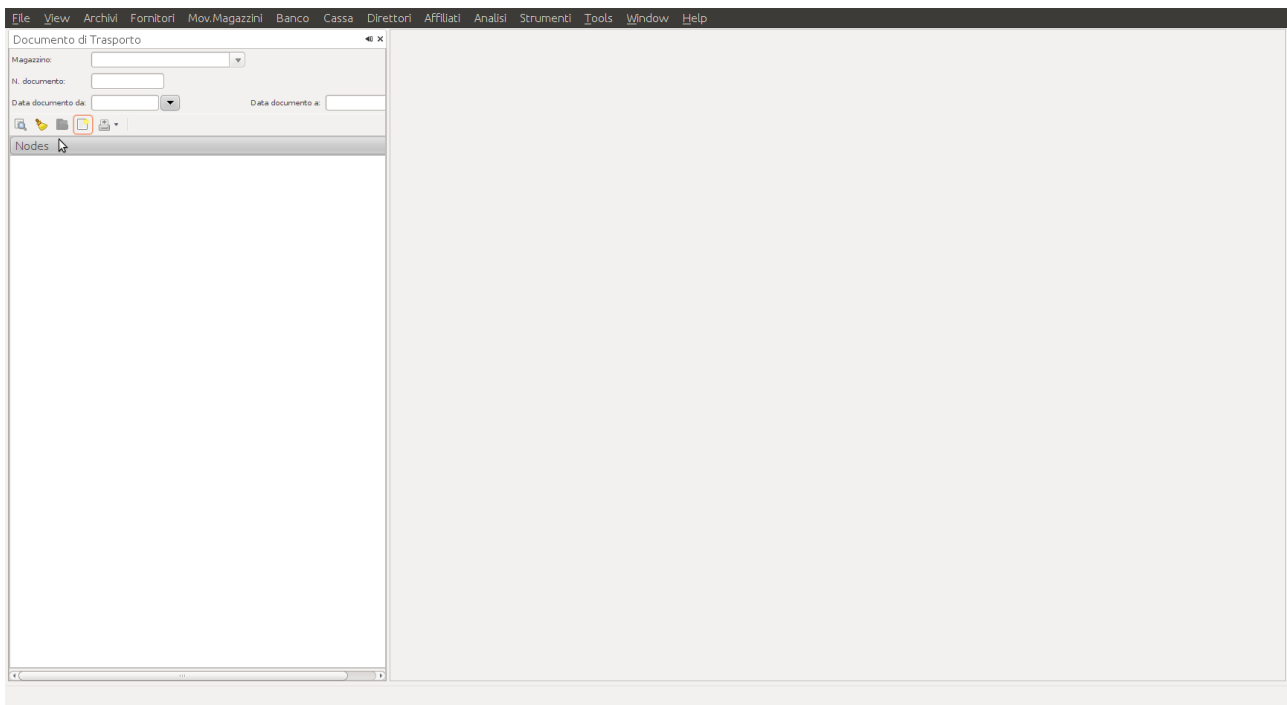 File View Archivi Fornitori Mov.Magazzini Banco Cassa Direttori Affiliati Analisi Strumenti Tools Window Help
Documento di Trasporto
Magazzino:
N. documento:
Data documento da: Data documento a:
Nodes